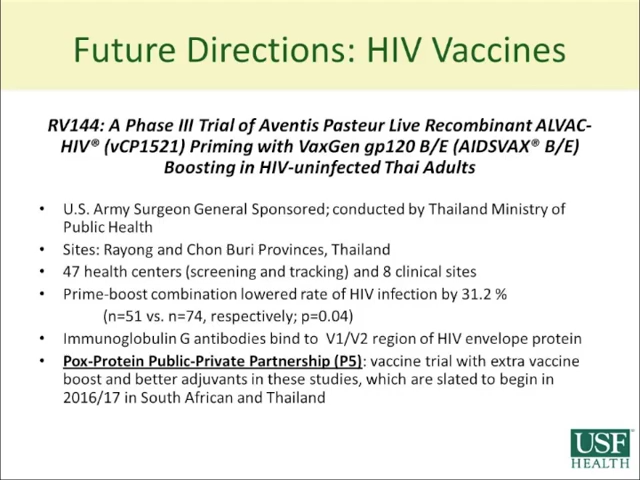 Future Directions: HIV Vaccines
RV144: A Phase III Trial of Aventis Pasteur Live Recombinant ALVAC-
HIV® (vCP1521) Priming with VaxGen gp120 B/E (AIDSVAX® B/E)
Boosting in HIV-uninfected Thai Adults
• U.S. Army Surgeon General Sponsored; conducted by Thailand Ministry of
Public Health
• Sites: Rayong and Chon Buri Provinces, Thailand
• 47 health centers (screening and tracking) and 8 clinical sites
• Prime-boost combination lowered rate of HIV infection by 31.2 %
(n=51 vs. n=74, respectively; p=0.04)
• Immunoglobulin G antibodies bind to V1/V2 region of HIV envelope protein
• Pox-Protein Public-Private Partnership (P5): vaccine trial with extra vaccine
boost and better adjuvants in these studies, which are slated to begin in
2016/17 in South African and Thailand
USF
HEALTH